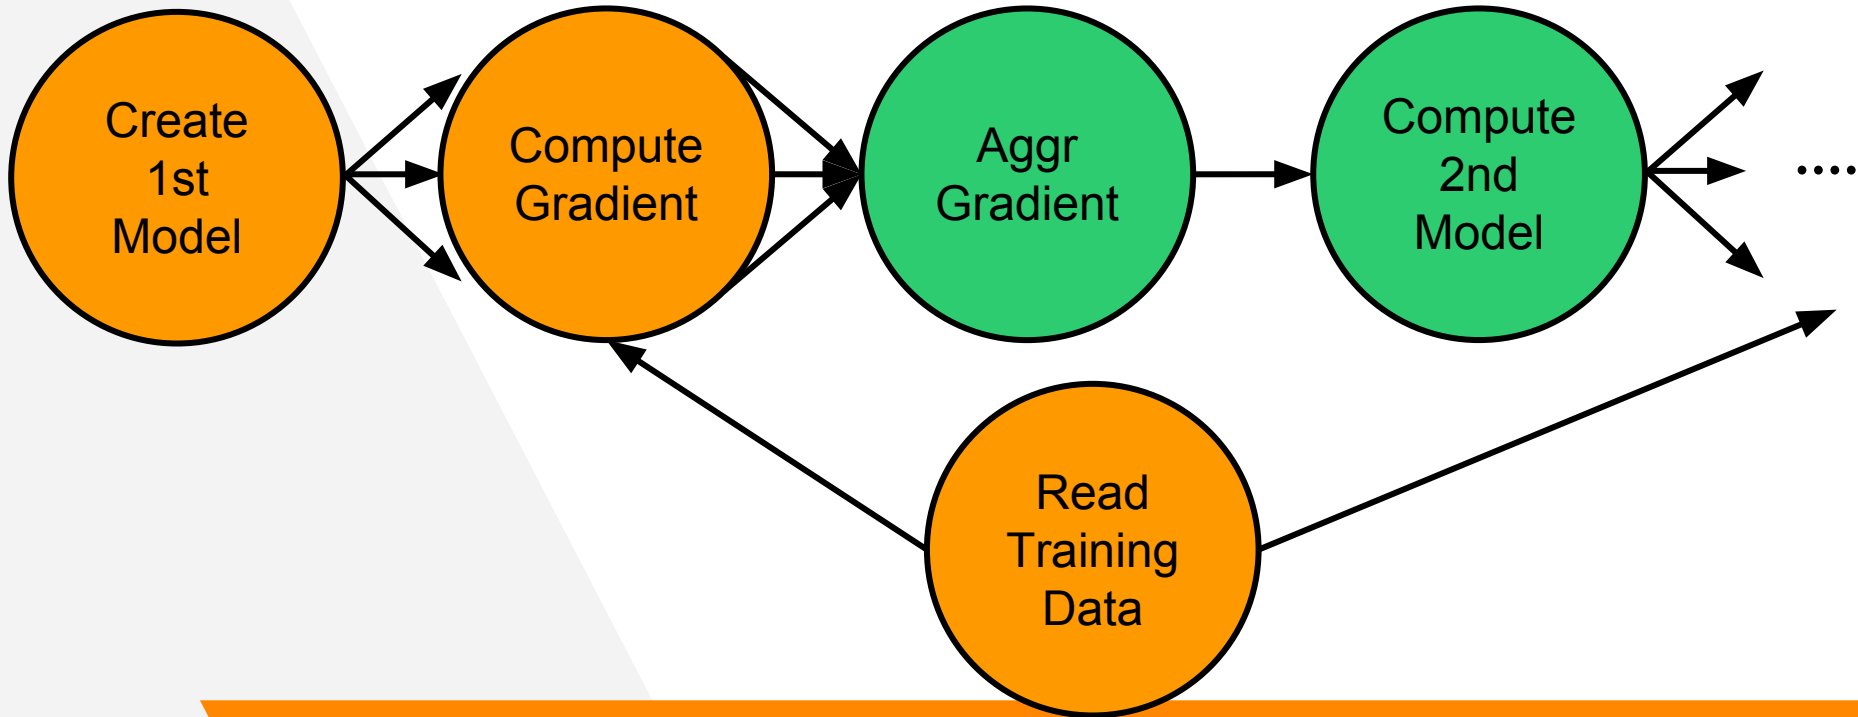 Create
1st
Model
Compute
Gradient
Aggr
Gradient
Compute
2nd
Model
....
Read
Training
Data